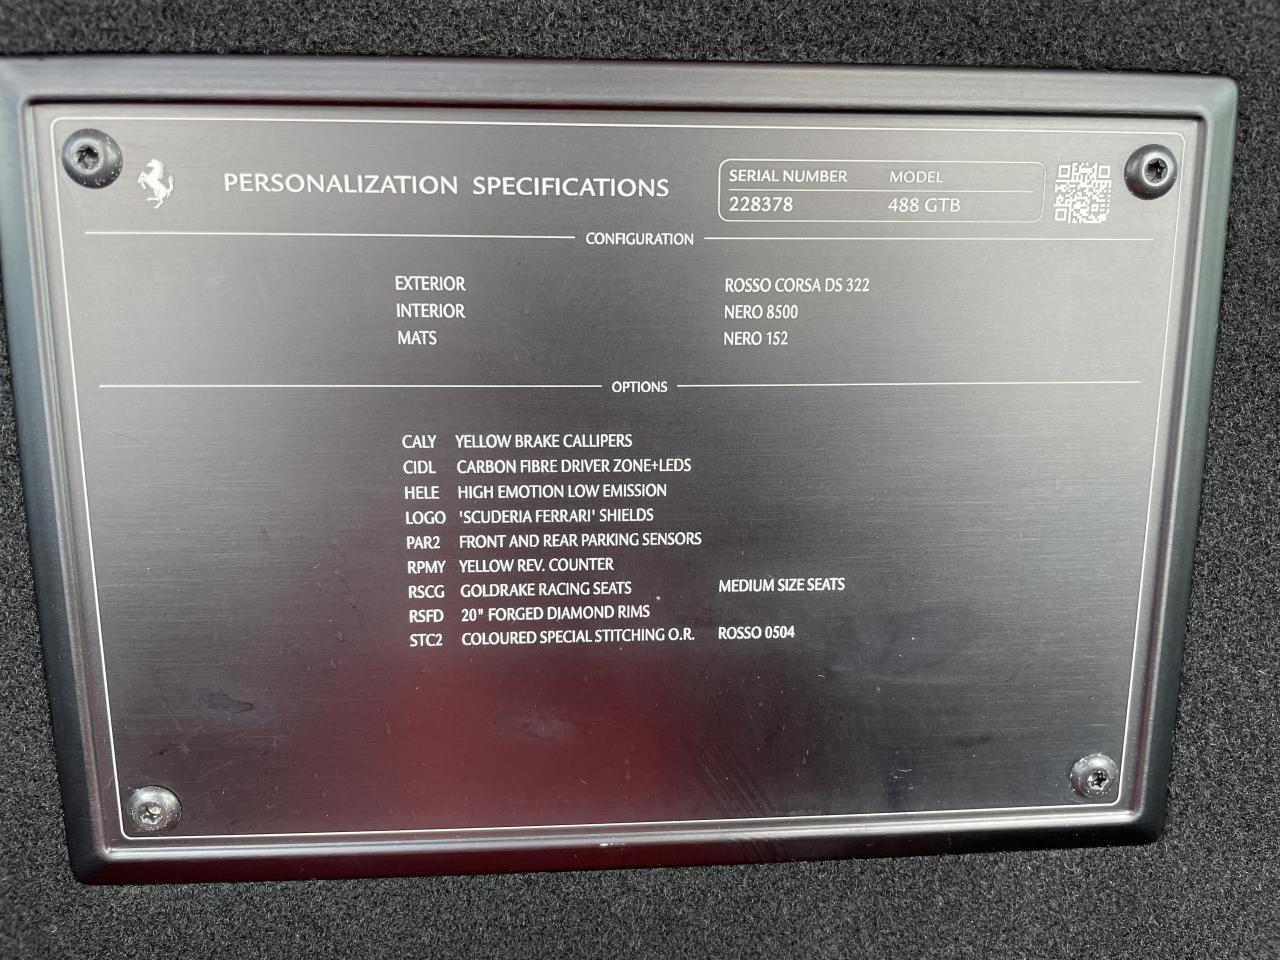 PERSONALIZATION SPECIFICATIONS
SERIAL NUMBER MODEL
228378 488 GTB
CONFIGURATION
EXTERIOR ROSSO CORSA DS 322
INTERIOR NERO 8500
MATS NERO 152
OPTIONS
CALY YELLOW BRAKE CALLIPERS
CIDL CARBON FIBRE DRIVER ZONE+LEDS
HELE HIGH EMOTION LOW EMISSION
LOGO 'SCUDERIA FERRARI' SHIELDS
PAR2 FRONT AND REAR PARKING SENSORS
RPMY YELLOW REV. COUNTER
RSCG GOLDRAKE RACING SEATS MEDIUM SIZE SEATS
RSFD 20" FORGED DIAMOND RIMS
STC2 COLOURED SPECIAL STITCHING O.R. ROSSO 0504